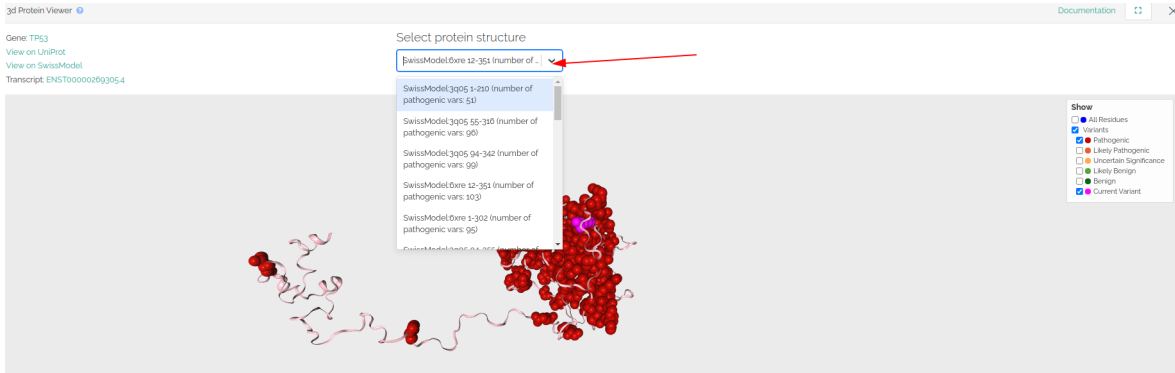 3d Protein Viewer ?
Documentation
Gene: TP53
View on UniProt
View on SwissModel
Transcript: ENST00000269305.4
Select protein structure
SwissModel:6xre 12-351 (number of ...
SwissModel:3q05 1-210 (number of
pathogenic vars: 51)
SwissModel:3q05 55-316 (number of
pathogenic vars: 96)
SwissModel:3q05 94-342 (number of
pathogenic vars: 99)
SwissModel:6xre 12-351 (number of
pathogenic vars: 103)
SwissModel:6xre 1-302 (number of
pathogenic vars: 95)
Show
All Residues
Variants
Pathogenic
Likely Pathogenic
Uncertain Significance
Likely Benign
Benign
Current Variant